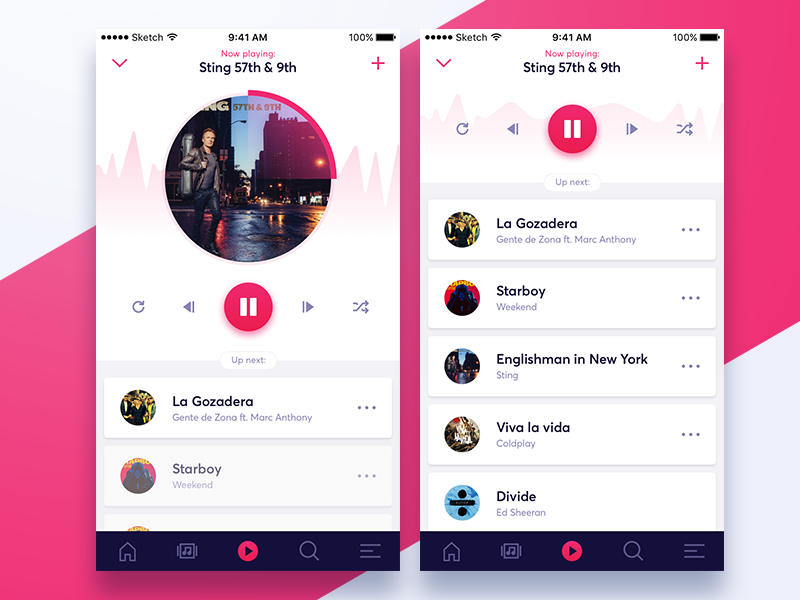 Sketch 9:41 AM 100%
Now playing:
Sting 57th & 9th
57TH & 9TH
Up next:
La Gozadera
Gente de Zona ft. Marc Anthony
Starboy
Weekend
Sketch 9:41 AM 100%
Now playing:
Sting 57th & 9th
Up next:
La Gozadera
Gente de Zona ft. Marc Anthony
Starboy
Weekend
Englishman in New York
Sting
Viva la vida
Coldplay
Divide
Ed Sheeran